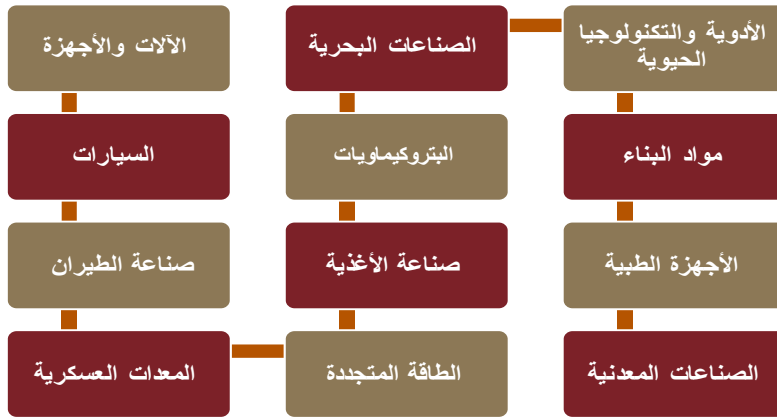 الآلات والأجهزة
السيارات
صناعة الطيران
المعدات العسكرية
الطاقة المتجددة
صناعة الأغذية
البتروكيماويات
الصناعات البحرية
الأدوية والتكنولوجيا
الحيوية
مواد البناء
الأجهزة الطبية
الصناعات المعدنية